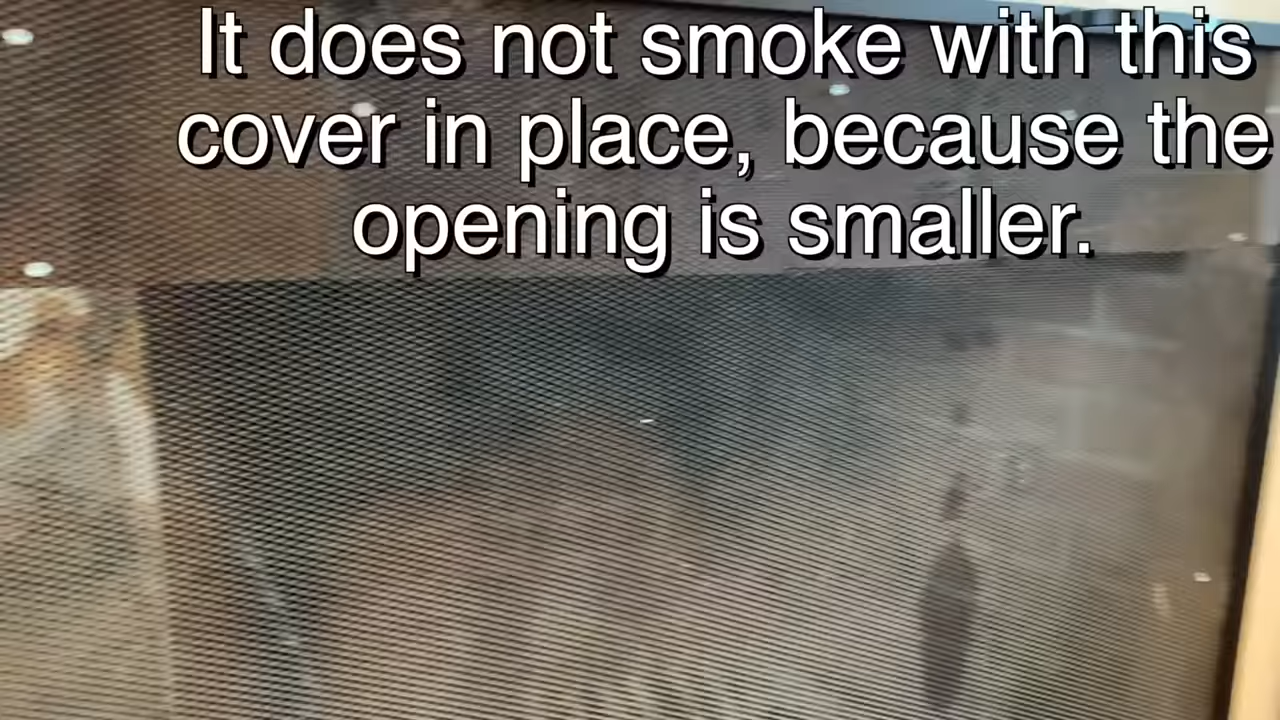 It does not smoke with this
cover in place, because the
opening is smaller.